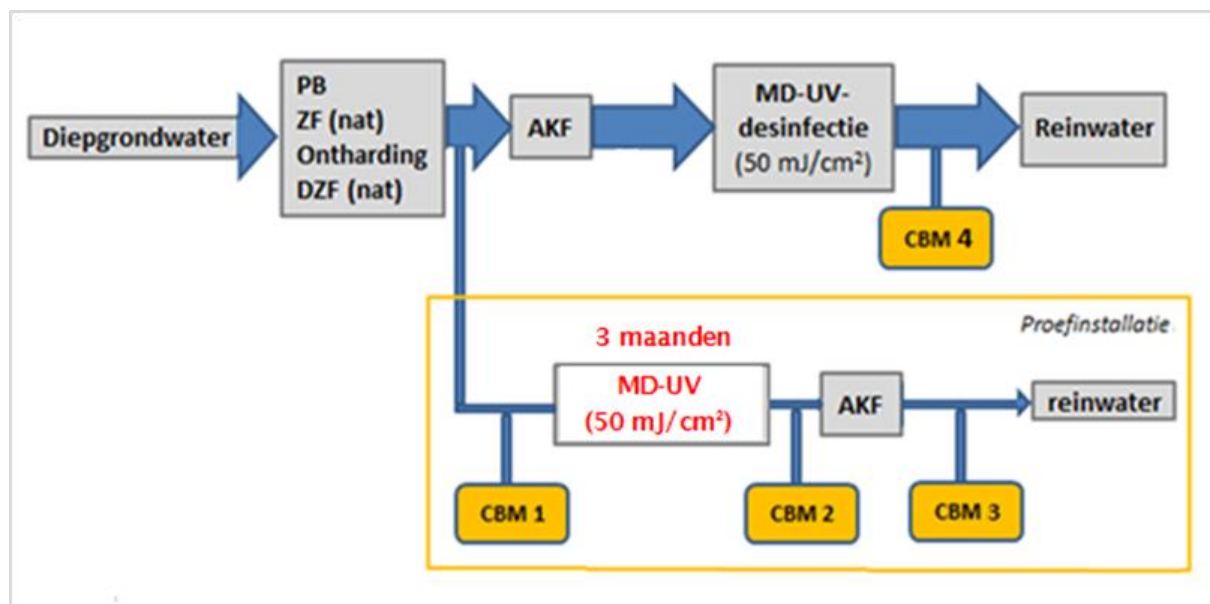 Diepgrondwater
PB
ZF (nat)
Ontharding
DZF (nat)
AKF
MD-UV-
desinfectie
(50 mJ/cm²)
Reinwater
CBM 4
Proefinstallatie
3 maanden
MD-UV
(50 mJ/cm²)
AKF
reinwater
CBM 1
CBM 2
CBM 3